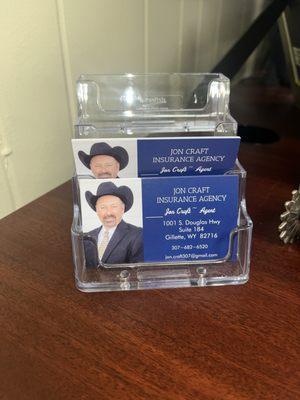 JON CRAFT
INSURANCE AGENCY
Jon Craft ~ Agent
JON CRAFT
INSURANCE AGENCY
Jon Craft ~ Agent
1001 S. Douglas Hwy
Suite 184
Gillette, WY 82716
307-682-6520
jon.craft307@gmail.com